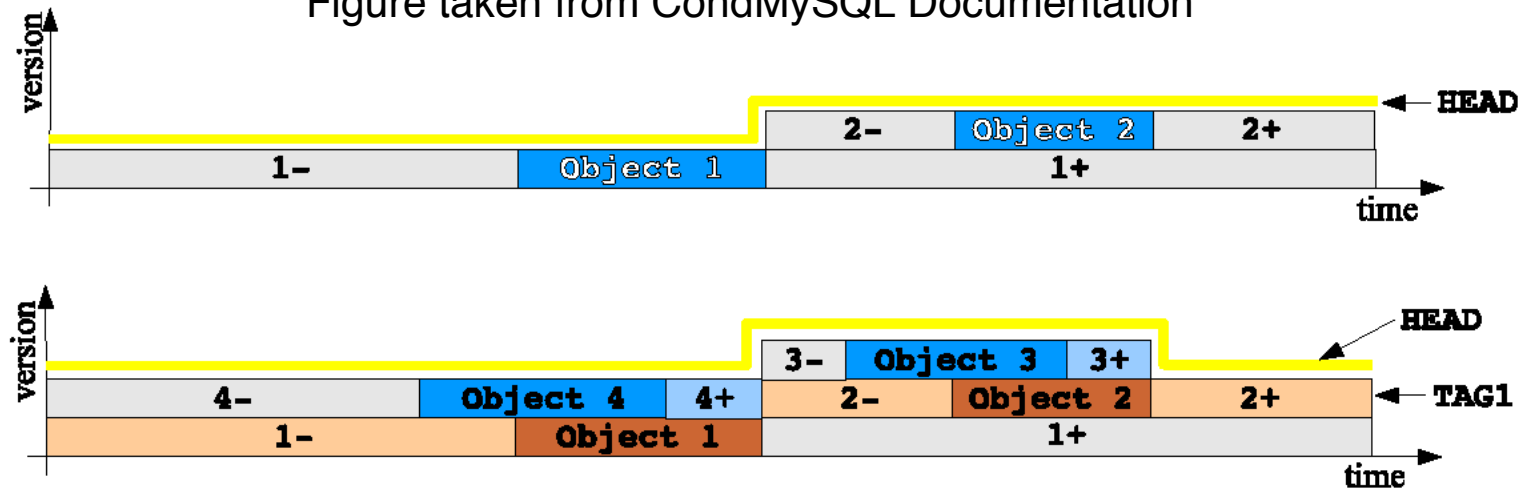 Figure taken from CondMySQL Documentation
version
HEAD
2- Object 2 2+
1- Object 1 1+
time
version
HEAD
3- Object 3 3+
4- Object 4 4+ 2- Object 2 2+ TAG1
1- Object 1 1+
time